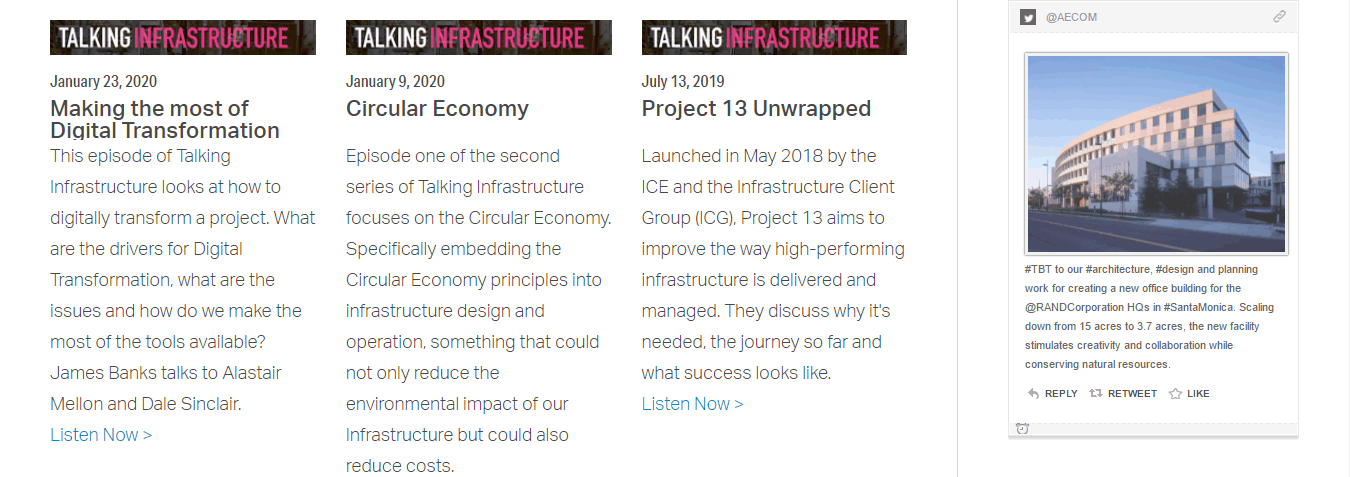 TALKING INFRASTRUCTURE
January 23, 2020
Making the most of
Digital Transformation
This episode of Talking
Infrastructure looks at how to
digitally transform a project. What
are the drivers for Digital
Transformation, what are the
issues and how do we make the
most of the tools available?
James Banks talks to Alastair
Mellon and Dale Sinclair.
Listen Now >
TALKING INFRASTRUCTURE
January 9, 2020
Circular Economy
Episode one of the second
series of Talking Infrastructure
focuses on the Circular Economy.
Specifically embedding the
Circular Economy principles into
infrastructure design and
operation, something that could
not only reduce the
environmental impact of our
Infrastructure but could also
reduce costs.
TALKING INFRASTRUCTURE
July 13, 2019
Project 13 Unwrapped
Launched in May 2018 by the
ICE and the Infrastructure Client
Group (ICG), Project 13 aims to
improve the way high-performing
infrastructure is delivered and
managed. They discuss why it's
needed, the journey so far and
what success looks like.
Listen Now >
@AECOM
#TBT to our #architecture, #design and planning
work for creating a new office building for the
@RANDCorporation HQs in #SantaMonica. Scaling
down from 15 acres to 3.7 acres, the new facility
stimulates creativity and collaboration while
conserving natural resources.
REPLY RETWEET LIKE